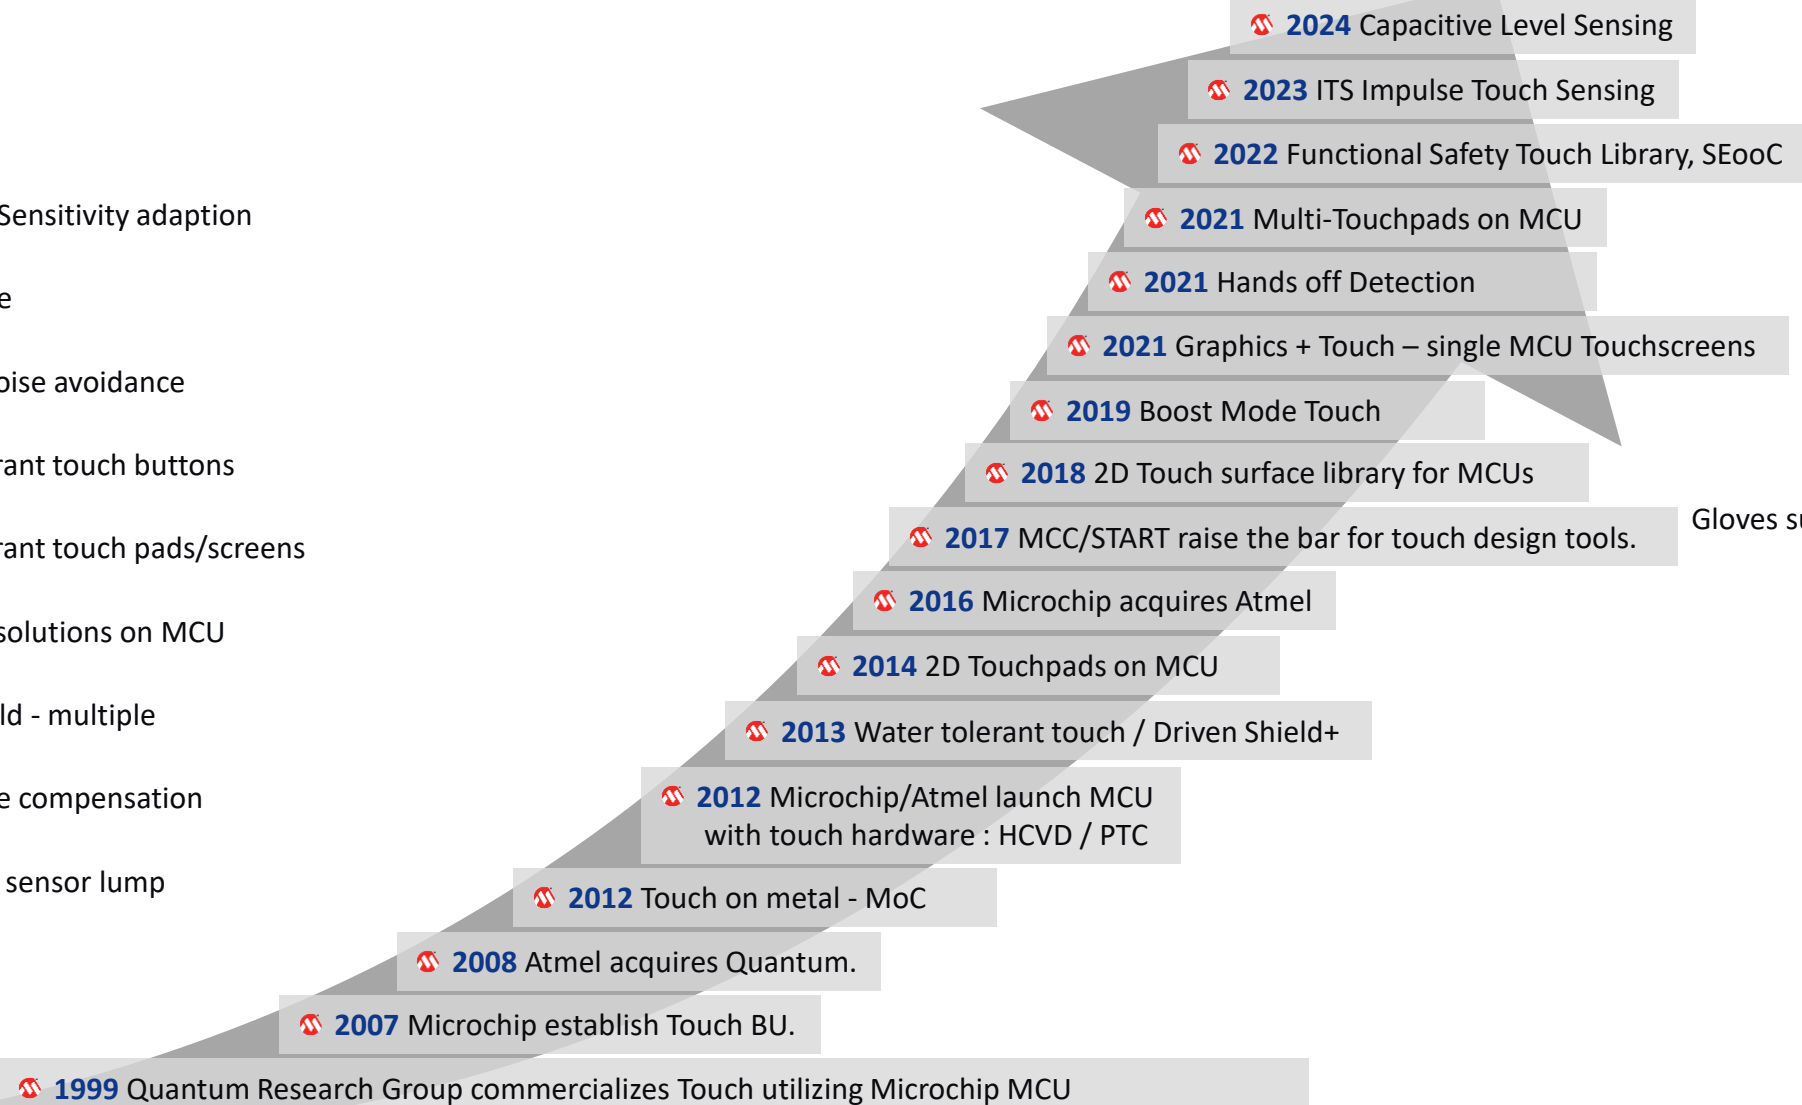 2024 Capacitive Level Sensing
2023 ITS Impulse Touch Sensing
2022 Functional Safety Touch Library, SEooC
2021 Multi-Touchpads on MCU
2021 Hands off Detection
2021 Graphics + Touch – single MCU Touchscreens
2019 Boost Mode Touch
2018 2D Touch surface library for MCUs
2017 MCC/START raise the bar for touch design tools.
2016 Microchip acquires Atmel
2014 2D Touchpads on MCU
2013 Water tolerant touch / Driven Shield+
2012 Microchip/Atmel launch MCU
with touch hardware : HCVD / PTC
2012 Touch on metal - MoC
2008 Atmel acquires Quantum.
2007 Microchip establish Touch BU.
1999 Quantum Research Group commercializes Touch utilizing Microchip MCU
Sensitivity adaption
avoidance
touch buttons
touch pads/screens
solutions on MCU
- multiple
compensation
sensor lump
Gloves